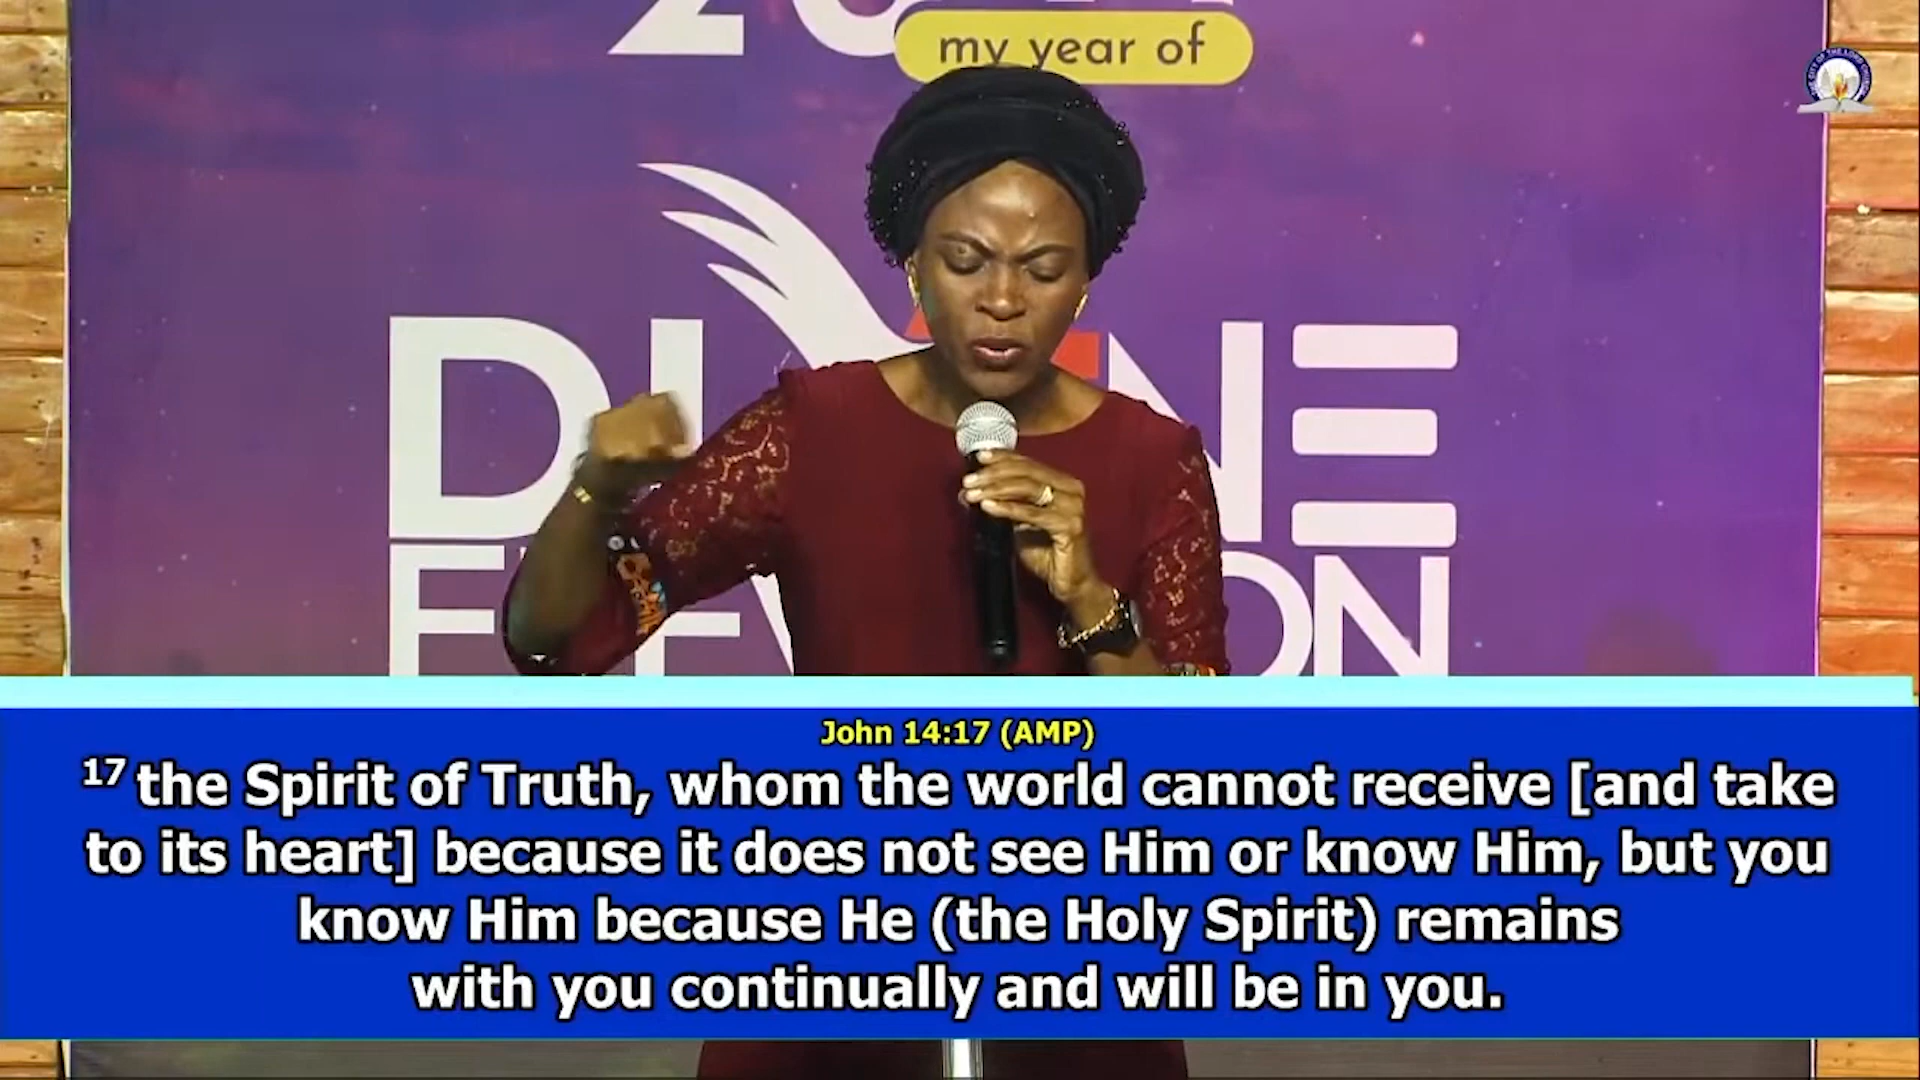 my year of
DIVINE
John 14:17 (AMP)
17 the Spirit of Truth, whom the world cannot receive [and take
to its heart] because it does not see Him or know Him, but you
know Him because He (the Holy Spirit) remains
with you continually and will be in you.